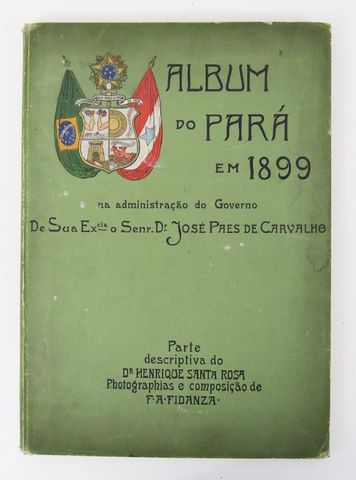 ALBUM
DO PARÁ
EM 1899
na administração do Governo
De Sua Excia o Senr. Dr. José Paes de Carvalho
Parte
descriptiva do
Dr HENRIQUE SANTA ROSA
Photographias e composição de
F·A·FIDANZA·